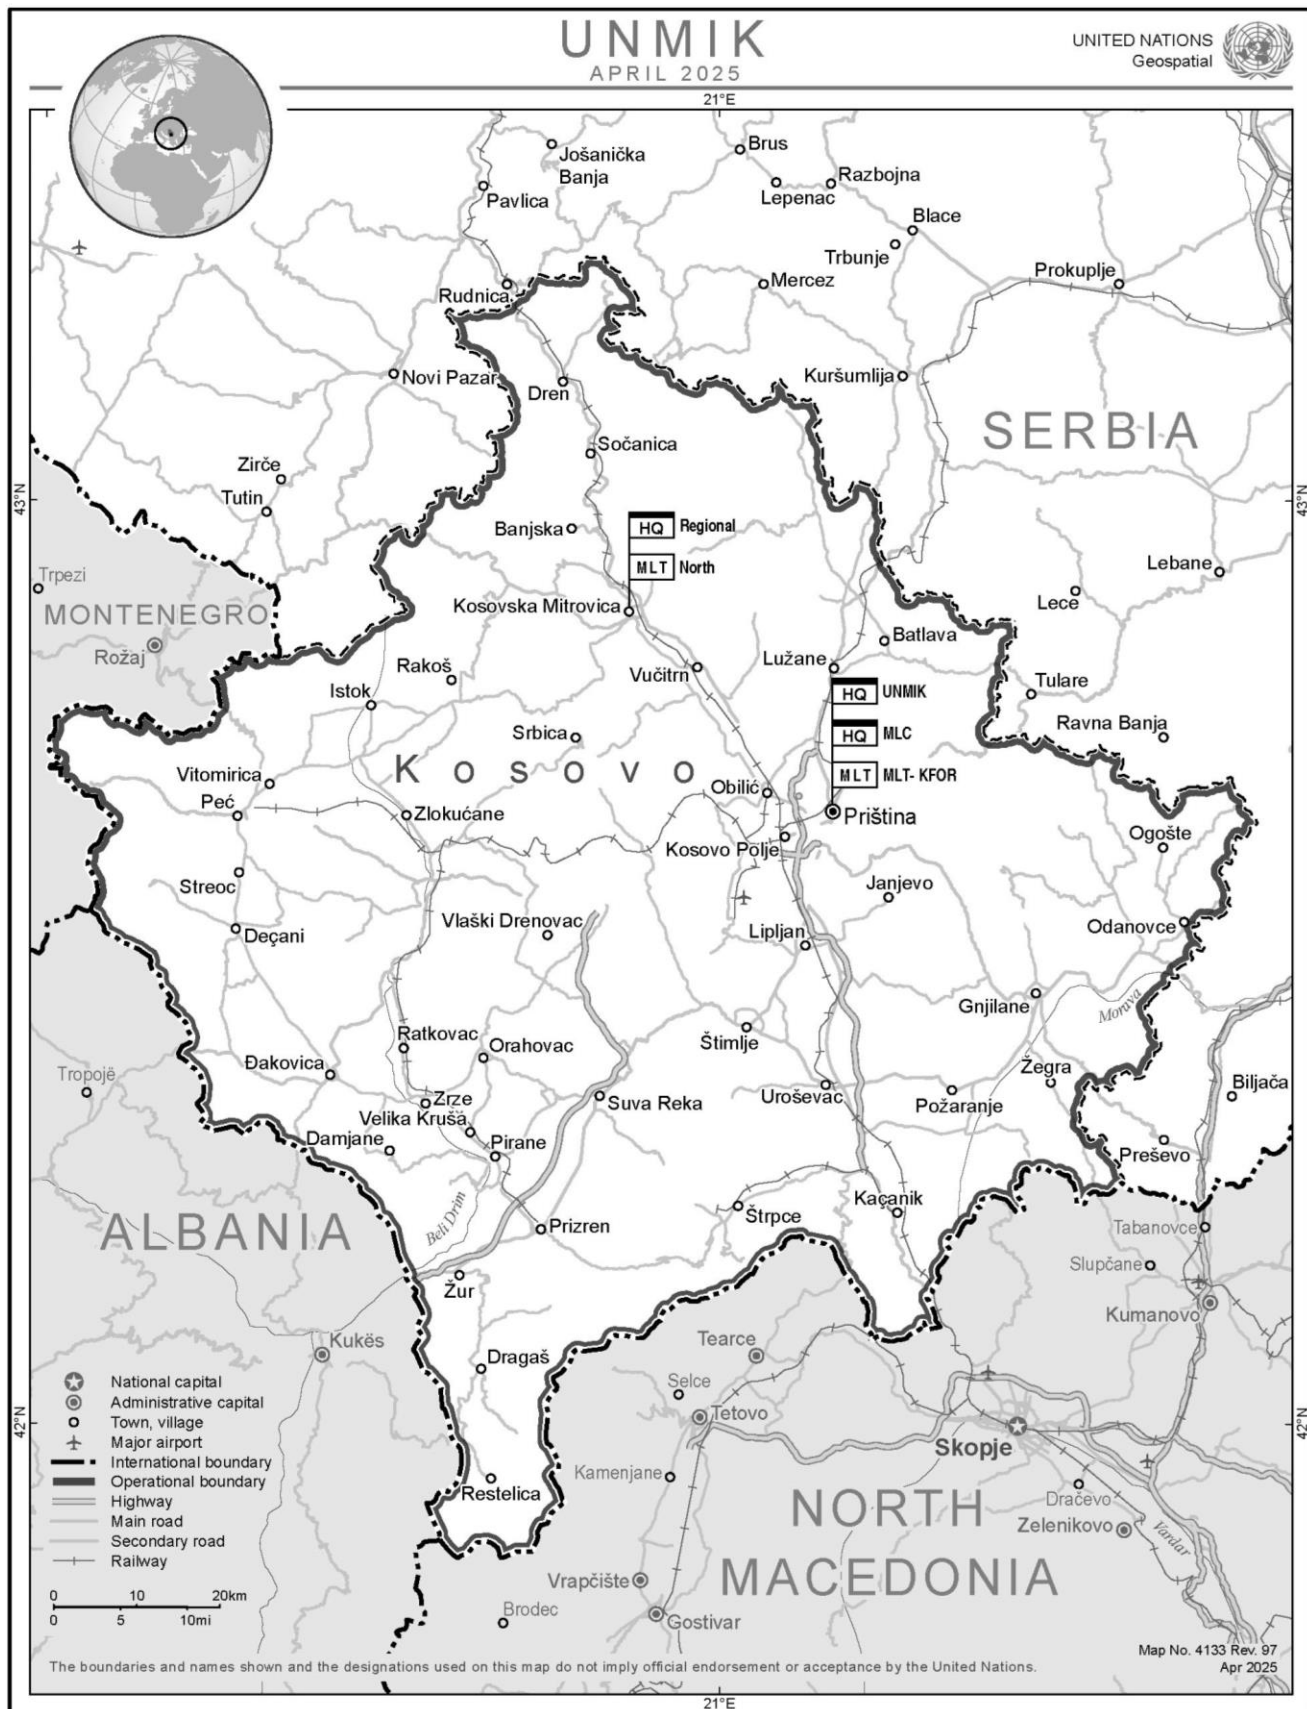 UNMIK
APRIL 2025
UNITED NATIONS
Geospatial
21°E
Jošanička
Banja
Brus
Pavlica
Lepenac
Razbojna
Blace
Trbunje
Mercez
Prokuplje
Rudnica
Novi Pazar
Dren
Kuršumlija
SERBIA
Sočanica
Zirče
Tutin
43°N
43°N
Banjska
HQ Regional
MLT North
Trpezi
Lebane
Lece
MONTENEGRO
Kosovska Mitrovica
Rožaj
Batlava
Rakoš
Vučitrn
Lužane
Istok
Tulare
HQ UNMIK
Ravna Banja
Srbica
HQ MLC
Kosovo
Vitomirica
MLT MLT- KFOR
Obilić
Peć
Zlokućane
Priština
Ogošte
Kosovo Polje
Streoc
Janjevo
Vlaški Drenovac
Deçani
Lipljan
Odanovce
Gnjilane
Morava
Ratkovac
Orahovac
Štimlje
Đakovica
Tropojë
Žegra
Zrze
Suva Reka
Uroševac
Požaranje
Biljača
Velika Kruša
Damjane
Pirane
Preševo
Beli Drim
ALBANIA
Prizren
Štrpce
Kaçanik
Tabanovce
Slupčane
Žur
Kumanovo
Kukës
Tearce
Dragaš
Selce
National capital
Administrative capital
Town, village
Major airport
International boundary
Operational boundary
Highway
Main road
Secondary road
Railway
42°N
42°N
Tetovo
Skopje
Kamenjane
Restelica
Dračevo
Zelenikovo
Vardar
NORTH
MACEDONIA
Vrapčište
Brodec
Gostivar
0 10 20km
0 5 10mi
Map No. 4133 Rev. 97
Apr 2025
The boundaries and names shown and the designations used on this map do not imply official endorsement or acceptance by the United Nations.
21°E